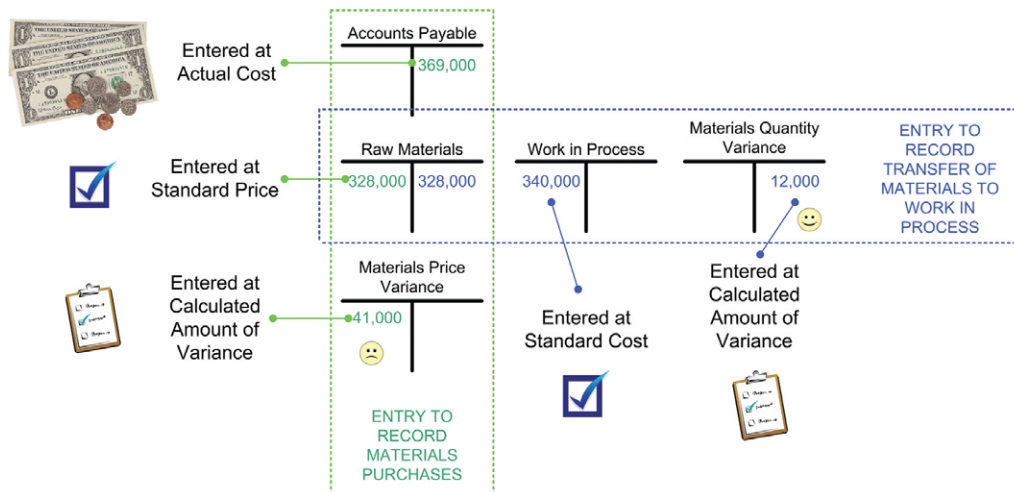 Accounts Payable
Entered at
Actual Cost
369,000
Raw Materials
Work in Process
Materials Quantity
Variance
ENTRY TO
RECORD
TRANSFER OF
MATERIALS TO
WORK IN
PROCESS
Entered at
Standard Price
328,000
328,000
340,000
12,000
Materials Price
Variance
Entered at
Calculated
Amount of
Variance
41,000
Entered at
Standard Cost
Entered at
Calculated
Amount of
Variance
ENTRY TO
RECORD
MATERIALS
PURCHASES